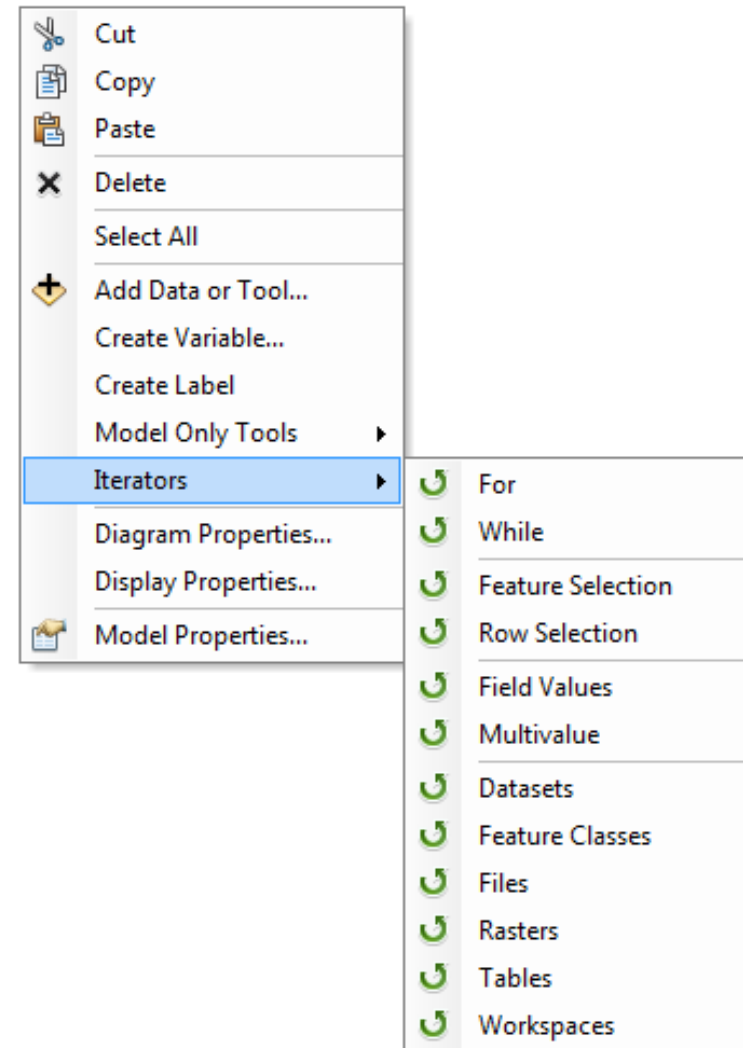 Cut
Copy
Paste
Delete
Select All
Add Data or Tool...
Create Variable...
Create Label
Model Only Tools
Iterators
Diagram Properties...
Display Properties...
Model Properties...
For
While
Feature Selection
Row Selection
Field Values
Multivalue
Datasets
Feature Classes
Files
Rasters
Tables
Workspaces